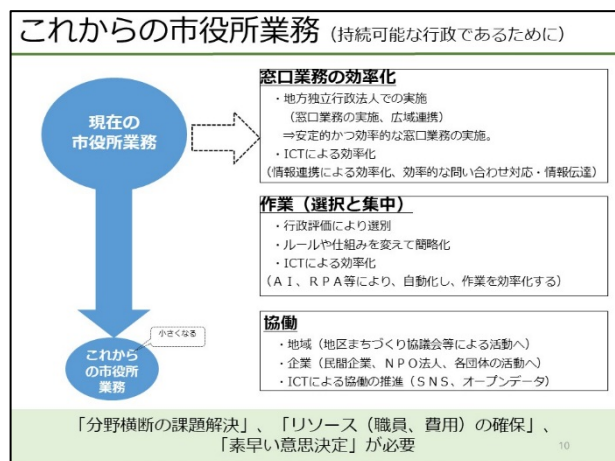 これからの市役所業務（持続可能な行政であるために）
現在の
市役所業務
小さくなる
これから
の市役所
業務
窓口業務の効率化
・地方独立行政法人での実施
（窓口業務の実施、広域連携）
⇒安定的かつ効率的な窓口業務の実施。
・ICTによる効率化
（情報連携による効率化、効率的な問い合わせ対応・情報伝達）
作業（選択と集中）
・行政評価により選別
・ルールや仕組みを変えて簡略化
・ICTによる効率化
（ＡＩ、ＲＰＡ等により、自動化し、作業を効率化する）
協働
・地域（地区まちづくり協議会等による活動へ）
・企業（民間企業、ＮＰＯ法人、各団体の活動へ）
・ICTによる協働の推進（ＳＮＳ、オープンデータ）
「分野横断の課題解決」、「リソース（職員、費用）の確保」、
「素早い意思決定」が必要
10